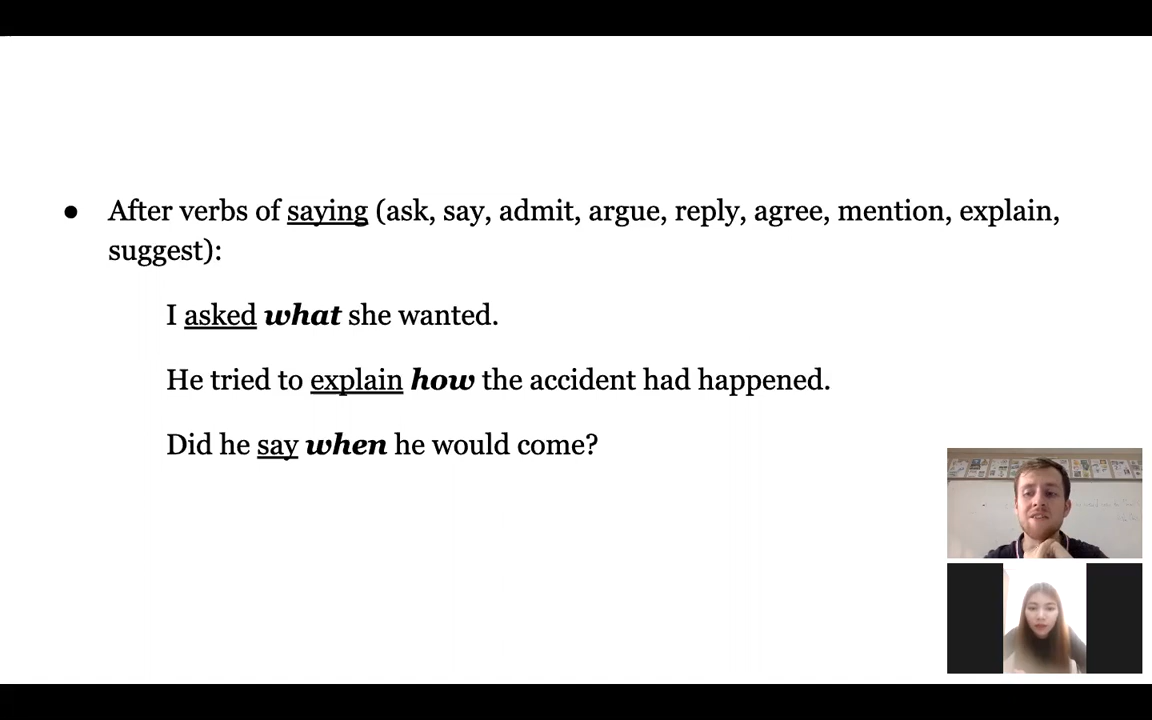 ● After verbs of saying (ask, say, admit, argue, reply, agree, mention, explain,
suggest):
I asked what she wanted.
He tried to explain how the accident had happened.
Did he say when he would come?